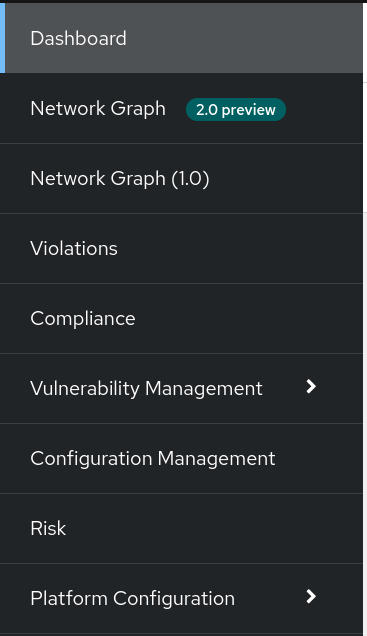 Dashboard
Network Graph 2.0 preview
Network Graph (1.0)
Violations
Compliance
Vulnerability Management
Configuration Management
Risk
Platform Configuration